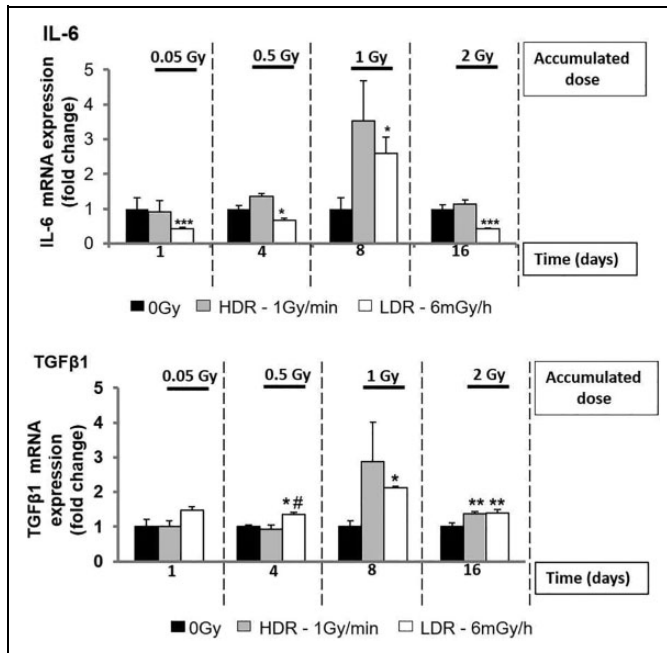 IL-6
0.05 Gy 0.5 Gy 1 Gy 2 Gy
Accumulated dose
IL-6 mRNA expression (fold change)
5
4
3
2
1
0
*** * * ***
1 4 8 16
Time (days)
0Gy HDR - 1Gy/min LDR - 6mGy/h
TGFβ1
0.05 Gy 0.5 Gy 1 Gy 2 Gy
Accumulated dose
TGFβ1 mRNA expression (fold change)
5
4
3
2
1
0
*# * ** **
1 4 8 16
Time (days)
0Gy HDR - 1Gy/min LDR - 6mGy/h